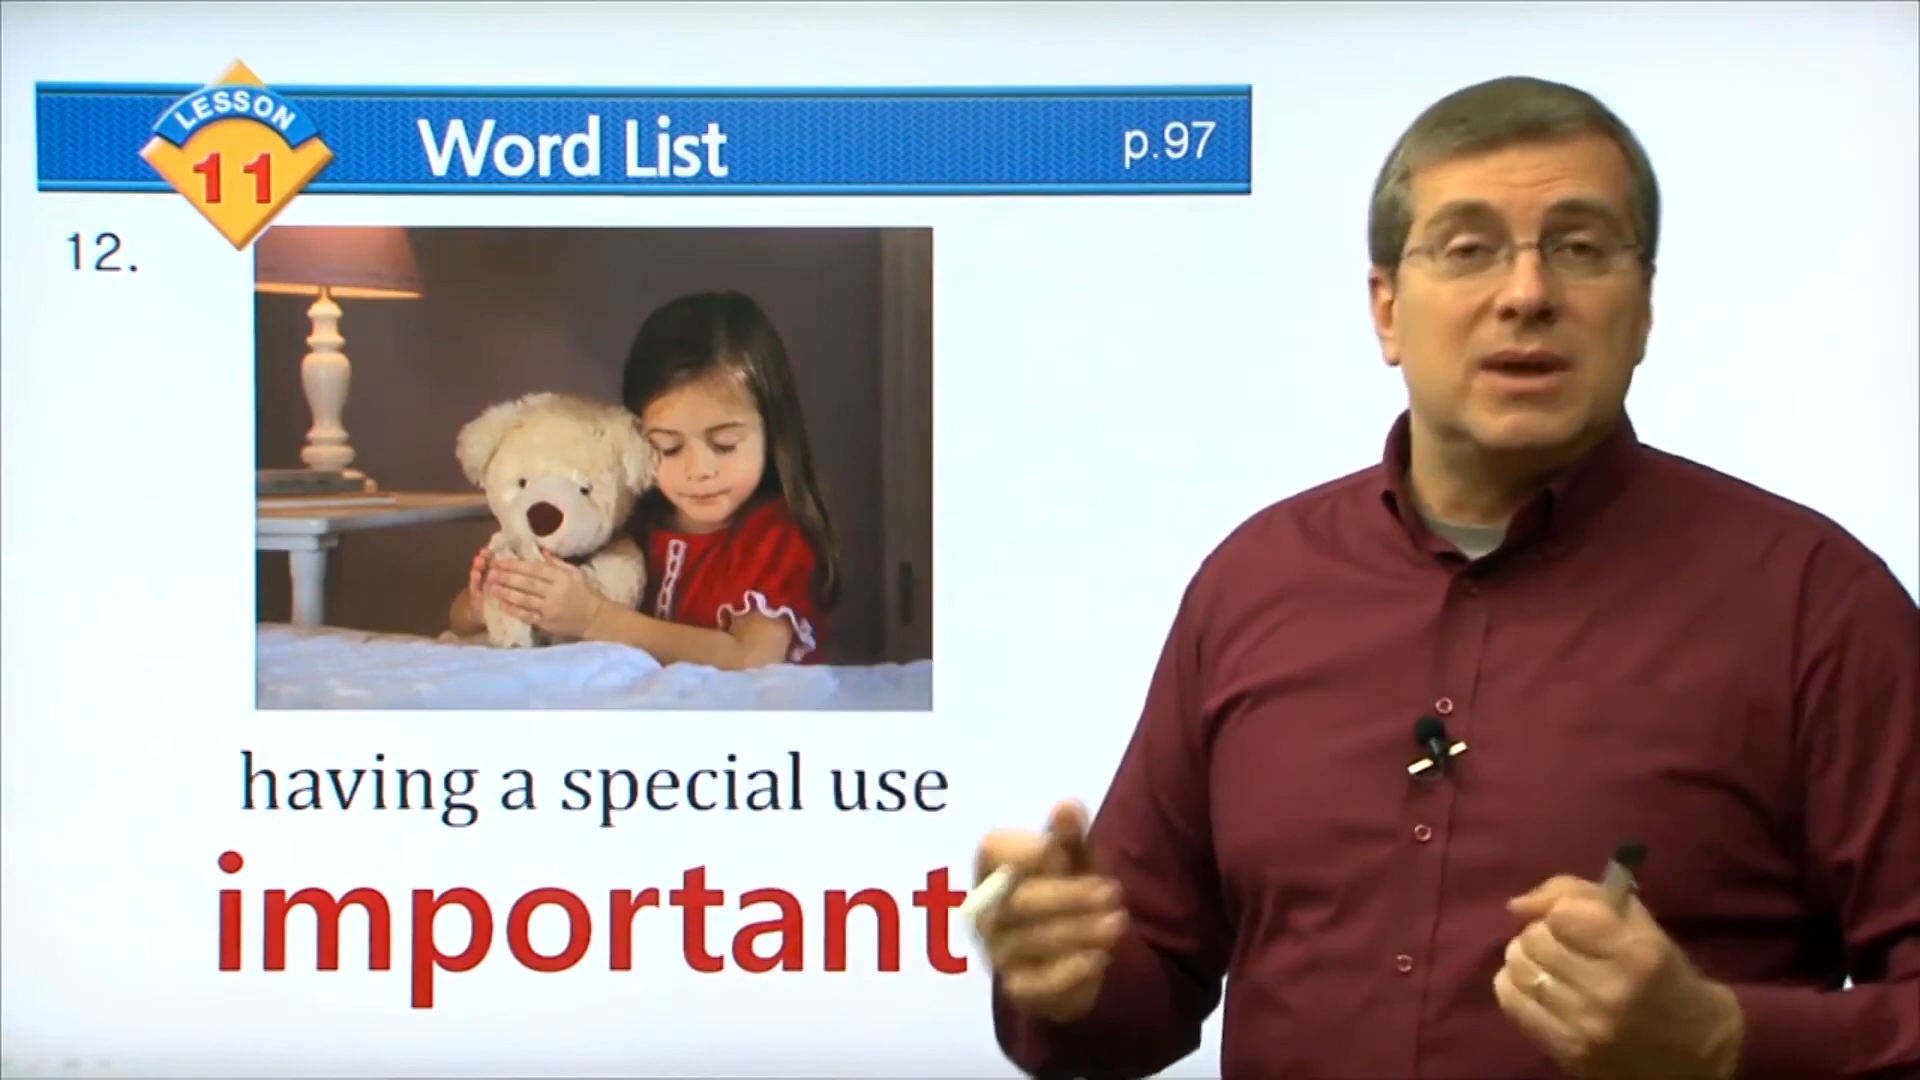 LESSON
11
Word List
p.97
12.
having a special use
important